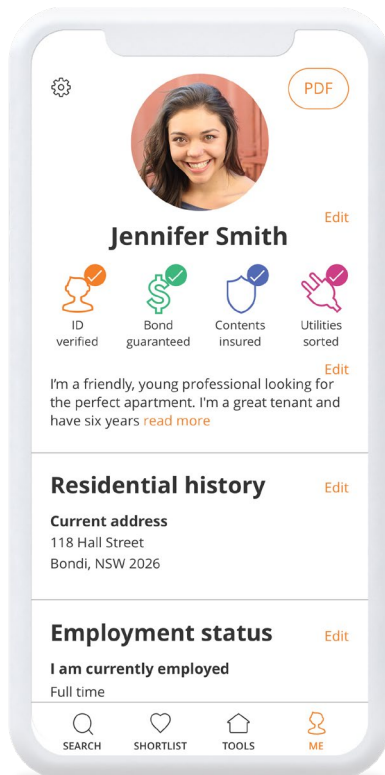 PDF
Edit
Jennifer Smith
ID
verified
Bond
guaranteed
Contents
insured
Utilities
sorted
Edit
I'm a friendly, young professional looking for
the perfect apartment. I'm a great tenant and
have six years read more
Residential history
Edit
Current address
118 Hall Street
Bondi, NSW 2026
Employment status
Edit
I am currently employed
Full time
SEARCH
SHORTLIST
TOOLS
ME